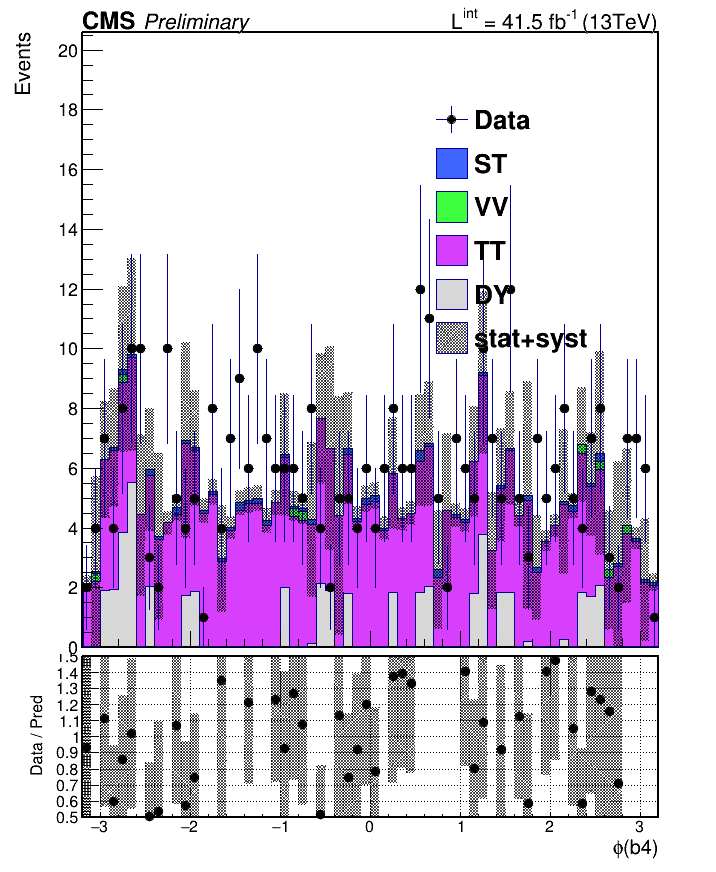 CMS Preliminary L^int = 41.5 fb^-1 (13TeV)
Events
20
18
16
14
12
10
8
6
4
2
0
Data
ST
VV
TT
DY
stat+syst
Data / Pred
1.5
1.4
1.3
1.2
1.1
1
0.9
0.8
0.7
0.6
0.5
−3 −2 −1 0 1 2 3
ϕ(b4)